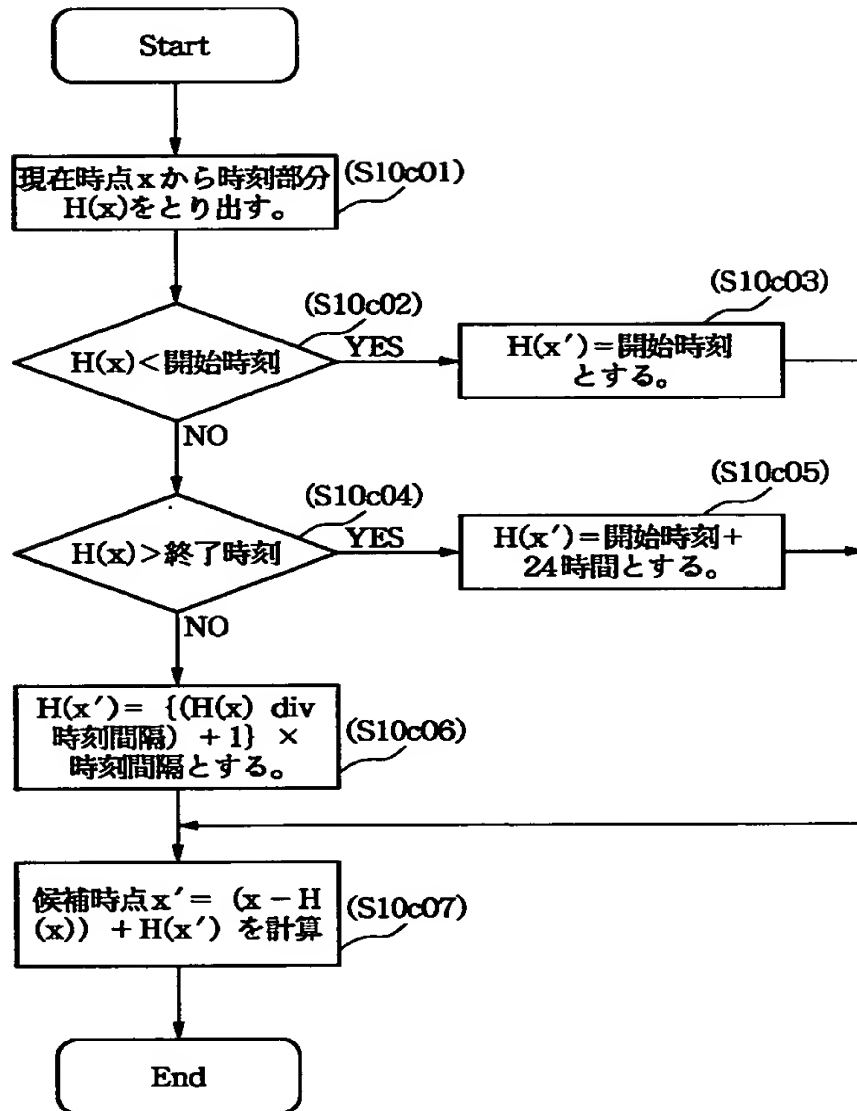 Start
現在時点xから時刻部分
H(x)をとり出す。
(S10c01)
(S10c02)
H(x)<開始時刻
YES
NO
(S10c03)
H(x′)=開始時刻
とする。
(S10c04)
H(x)>終了時刻
YES
NO
(S10c05)
H(x′)=開始時刻+
24時間とする。
H(x′)= {(H(x) div
時刻間隔) +1} ×
時刻間隔とする。
(S10c06)
候補時点x′= (x-H
(x)) +H(x′) を計算
(S10c07)
End